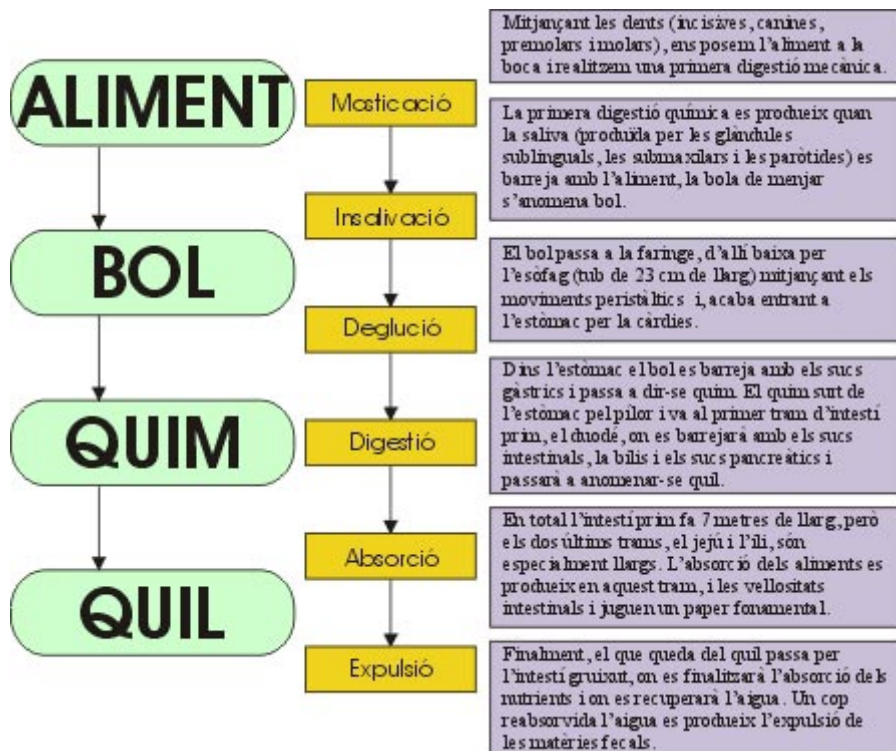 ALIMENT
BOL
QUIM
QUIL
Masticació
Insalivació
Deglució
Digestió
Absorció
Expulsió
Mitjançant les dents (incisives, canines,
premolars i molars), ens posem l'aliment a la
boca i realitzem una primera digestió mecànica.
La primera digestió química es produeix quan
la saliva (produïda per les glàndules
sublinguals, les submaxilars i les paròtides) es
barreja amb l'aliment, la bola de menjar
s'anomena bol.
El bol passa a la faringe, d'allí baixa per
l'esòfag (tub de 23 cm de llarg) mitjançant els
moviments peristàltics i, acaba entrant a
l'estómac per la càrdies.
Dins l'estómac el bol es barreja amb els sucs
gàstrics i passa a dir-se quim. El quim surt de
l'estómac pel pílor i va al primer tram d'intestí
prim, el duodé, on es barrejarà amb els sucs
intestinals, la bilis i els sucs pancreàtics i
passarà a anomenar-se quil.
En total l'intestí prim fa 7 metres de llarg, però
els dos últims trams, el jejú i l'íli, són
especialment llargs. L'absorció dels aliments es
produeix en aquest tram, i les vellositats
intestinals i juguen un paper fonamental.
Finalment, el que queda del quil passa per
l'intestí gruixut, on es finalitzarà l'absorció dels
nutrients i on es recuperarà l'aigua. Un cop
reabsorvida l'aigua es produeix l'expulsió de
les matèries fecals.